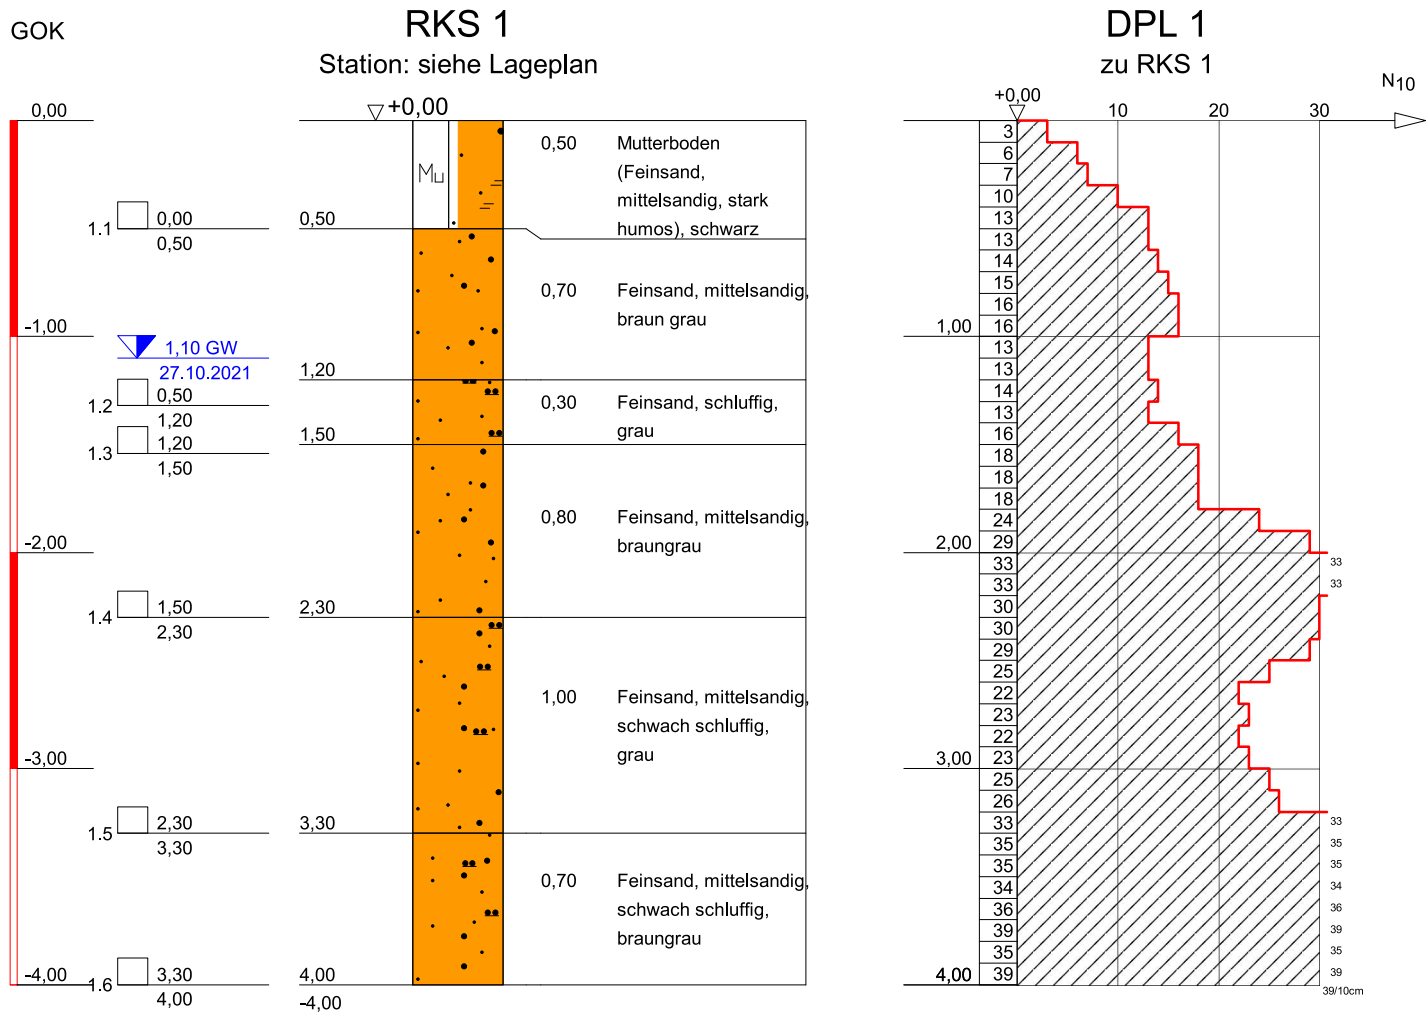 GOK
RKS 1
Station: siehe Lageplan
DPL 1
zu RKS 1
N10
0,00
-1,00
-2,00
-3,00
-4,00
1.1
0,00
0,50
1,10 GW
27.10.2021
1.2
0,50
1,20
1.3
1,20
1,50
1.4
1,50
2,30
1.5
2,30
3,30
1.6
3,30
4,00
+0,00
Mu
0,50
1,20
1,50
2,30
3,30
4,00
-4,00
0,50 Mutterboden
(Feinsand,
mittelsandig, stark
humos), schwarz
0,70 Feinsand, mittelsandig,
braun grau
0,30 Feinsand, schluffig,
grau
0,80 Feinsand, mittelsandig,
braungrau
1,00 Feinsand, mittelsandig,
schwach schluffig,
grau
0,70 Feinsand, mittelsandig,
schwach schluffig,
braungrau
+0,00 10 20 30
3
6
7
10
13
13
14
15
16
1,00 16
13
13
14
13
16
18
18
18
24
2,00 29
33 33
33 33
30
30
29
25
22
23
22
3,00 23
25
26
33 33
35 35
35 35
34 34
36 36
39 39
35 35
4,00 39 39
39/10cm